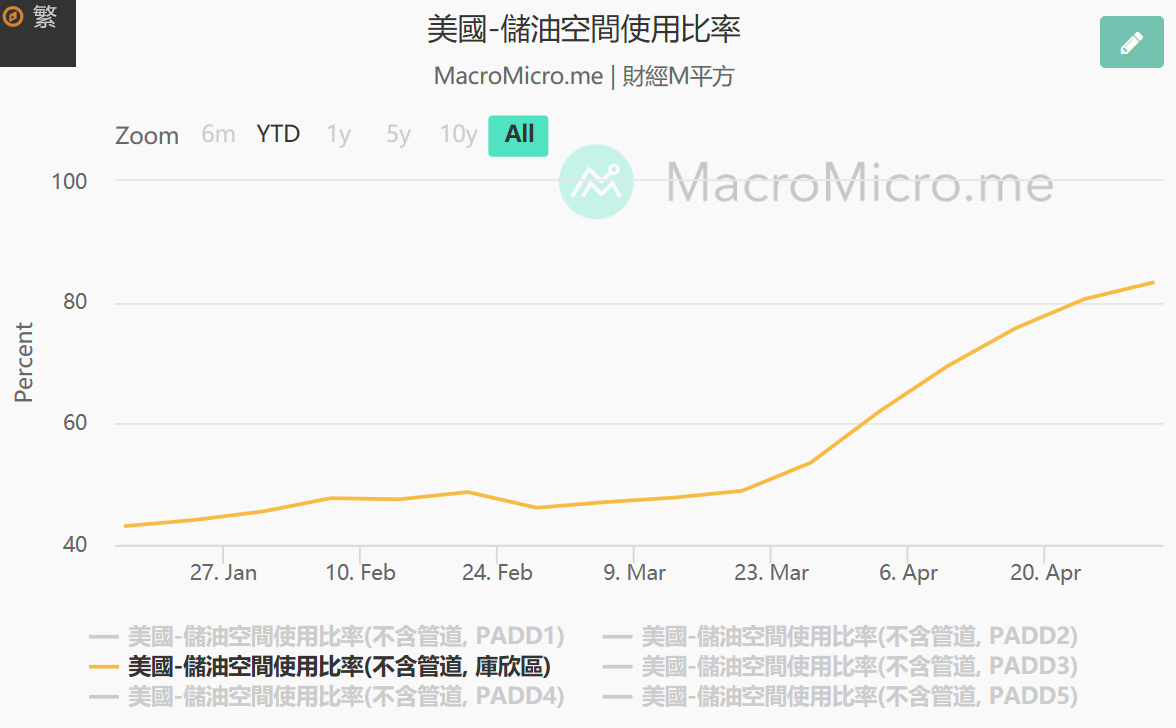 繁
美國-儲油空間使用比率
MacroMicro.me | 財經M平方
Zoom 6m YTD 1y 5y 10y All
MacroMicro.me
100
80
60
40
Percent
27. Jan 10. Feb 24. Feb 9. Mar 23. Mar 6. Apr 20. Apr
美國-儲油空間使用比率(不含管道, PADD1) 美國-儲油空間使用比率(不含管道, PADD2)
美國-儲油空間使用比率(不含管道, 庫欣區) 美國-儲油空間使用比率(不含管道, PADD3)
美國-儲油空間使用比率(不含管道, PADD4) 美國-儲油空間使用比率(不含管道, PADD5)